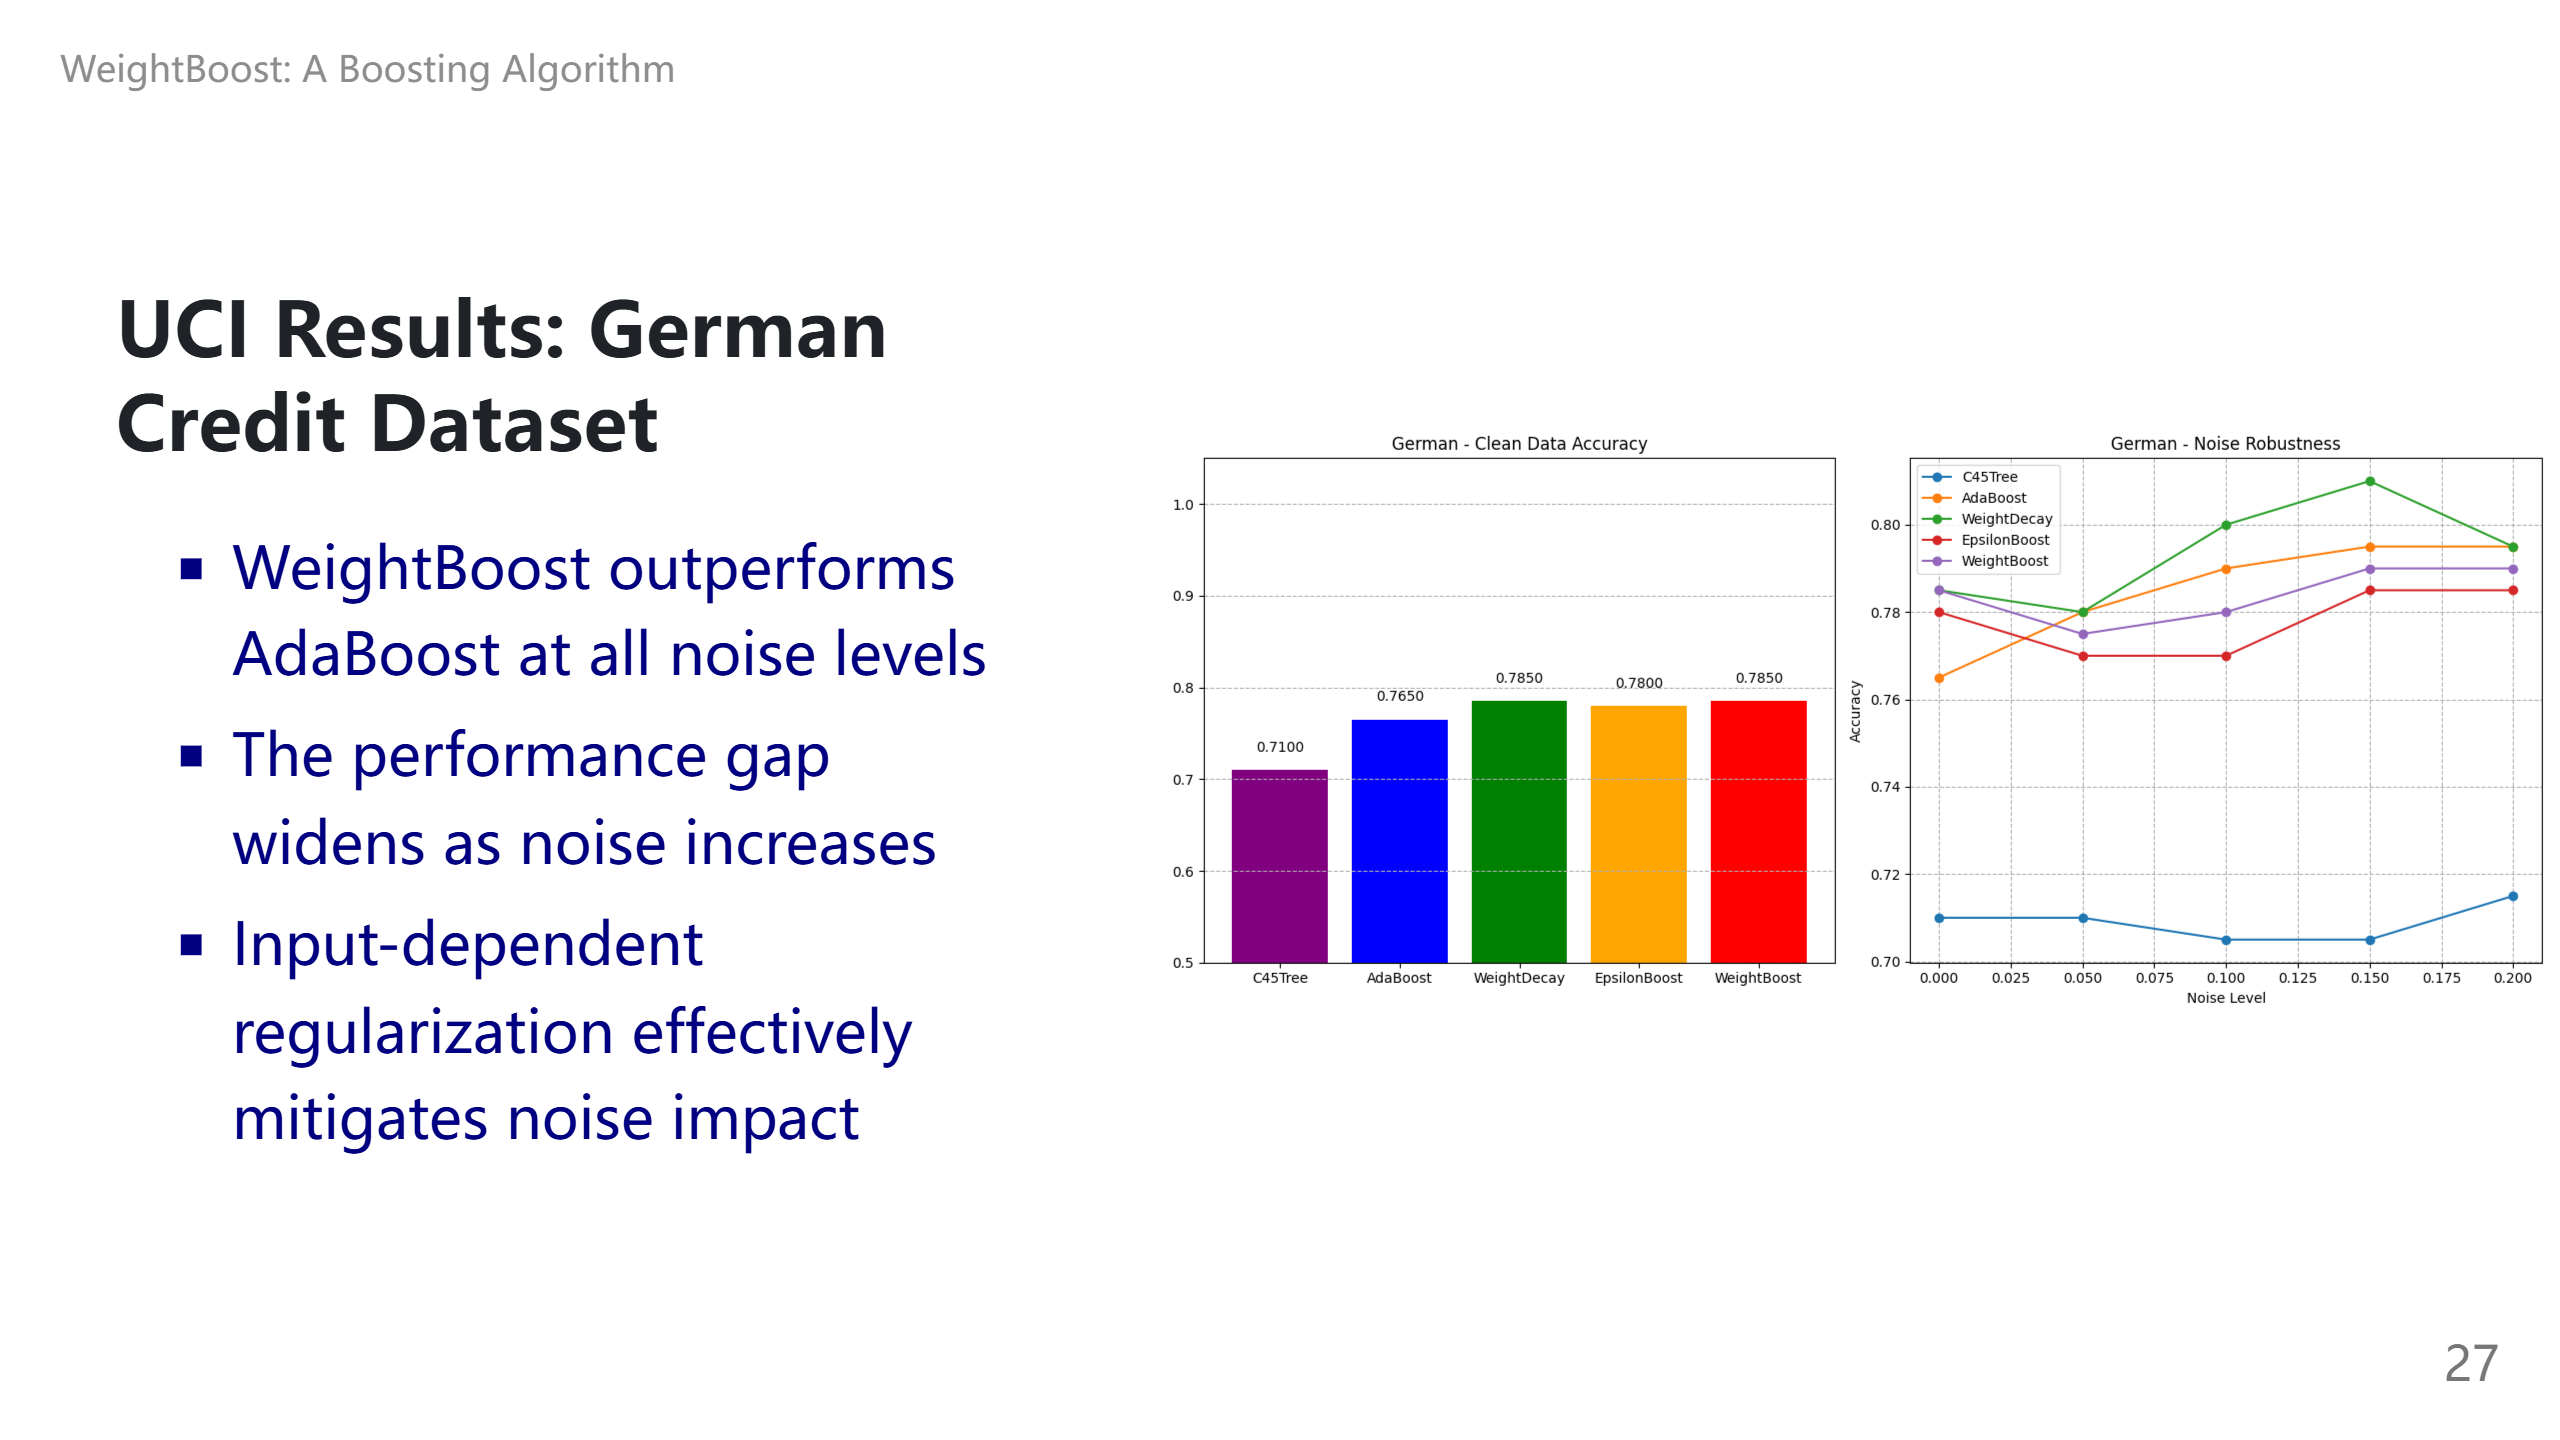 WeightBoost: A Boosting Algorithm
UCI Results: German
Credit Dataset
WeightBoost outperforms
AdaBoost at all noise levels
The performance gap
widens as noise increases
Input-dependent
regularization effectively
mitigates noise impact
German - Clean Data Accuracy
1.0
0.9
0.8
0.7
0.6
0.5
0.7100
0.7650
0.7850
0.7800
0.7850
C45Tree
AdaBoost
WeightDecay
EpsilonBoost
WeightBoost
German - Noise Robustness
C45Tree
AdaBoost
WeightDecay
EpsilonBoost
WeightBoost
Accuracy
0.80
0.78
0.76
0.74
0.72
0.70
0.000
0.025
0.050
0.075
0.100
0.125
0.150
0.175
0.200
Noise Level
27